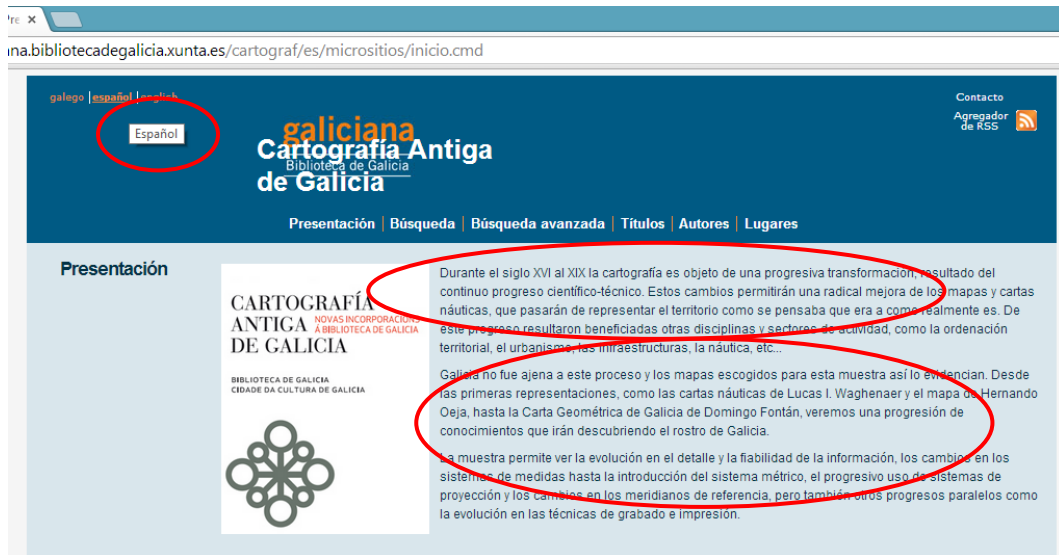 Pre x
na.bibliotecadegalicia.xunta.es/cartograf/es/micrositios/inicio.cmd
galego |español |english
Español
Contacto
Agregador
de RSS
galiciana
Cartografía Antiga
Biblioteca de Galicia
de Galicia
Presentación | Búsqueda | Búsqueda avanzada | Títulos | Autores | Lugares
Presentación
CARTOGRAFÍA
ANTIGA NOVAS INCORPORACIÓNS
Á BIBLIOTECA DE GALICIA
DE GALICIA
BIBLIOTECA DE GALICIA
CIDADE DA CULTURA DE GALICIA
Durante el siglo XVI al XIX la cartografía es objeto de una progresiva transformación, resultado del
continuo progreso científico-técnico. Estos cambios permitirán una radical mejora de los mapas y cartas
náuticas, que pasarán de representar el territorio como se pensaba que era a como realmente es. De
este progreso resultaron beneficiadas otras disciplinas y sectores de actividad, como la ordenación
territorial, el urbanismo, las infraestructuras, la náutica, etc...
Galicia no fue ajena a este proceso y los mapas escogidos para esta muestra así lo evidencian. Desde
las primeras representaciones, como las cartas náuticas de Lucas I. Waghenaer y el mapa de Hernando
Oeja, hasta la Carta Geométrica de Galicia de Domingo Fontán, veremos una progresión de
conocimientos que irán descubriendo el rostro de Galicia.
La muestra permite ver la evolución en el detalle y la fiabilidad de la información, los cambios en los
sistemas de medidas hasta la introducción del sistema métrico, el progresivo uso de sistemas de
proyección y los cambios en los meridianos de referencia, pero también otros progresos paralelos como
la evolución en las técnicas de grabado e impresión.